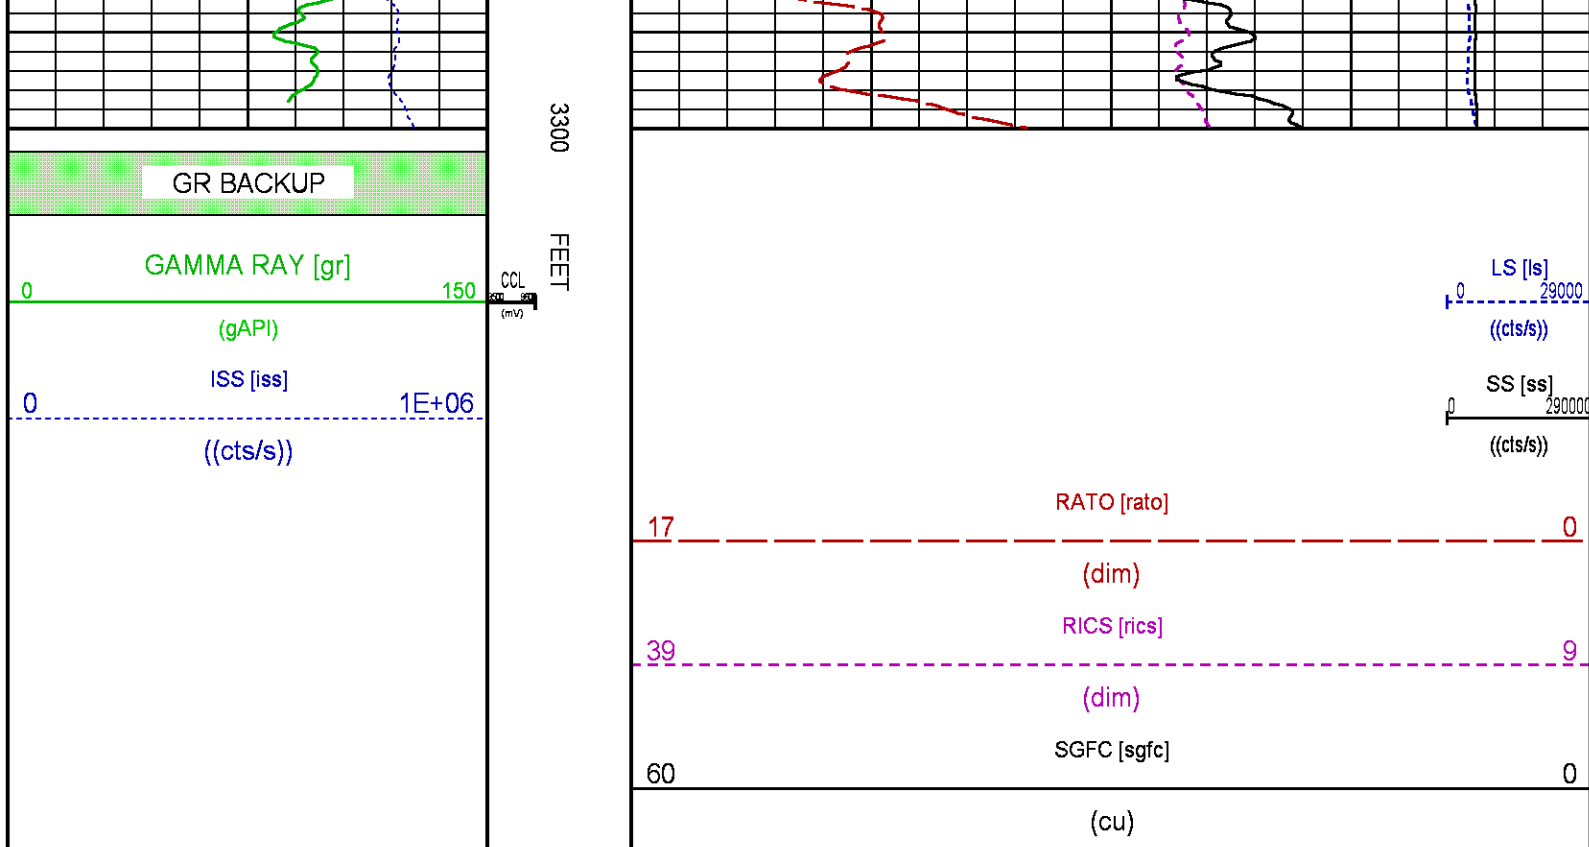 3300
GR BACKUP
FEET
GAMMA RAY [gr]
0 150
(gAPI)
CCL
(mV)
ISS [iss]
0 1E+06
((cts/s))
LS [ls]
0 29000
((cts/s))
SS [ss]
0 290000
((cts/s))
RATO [rato]
17 0
(dim)
RICS [rics]
39 9
(dim)
SGFC [sgfc]
60 0
(cu)